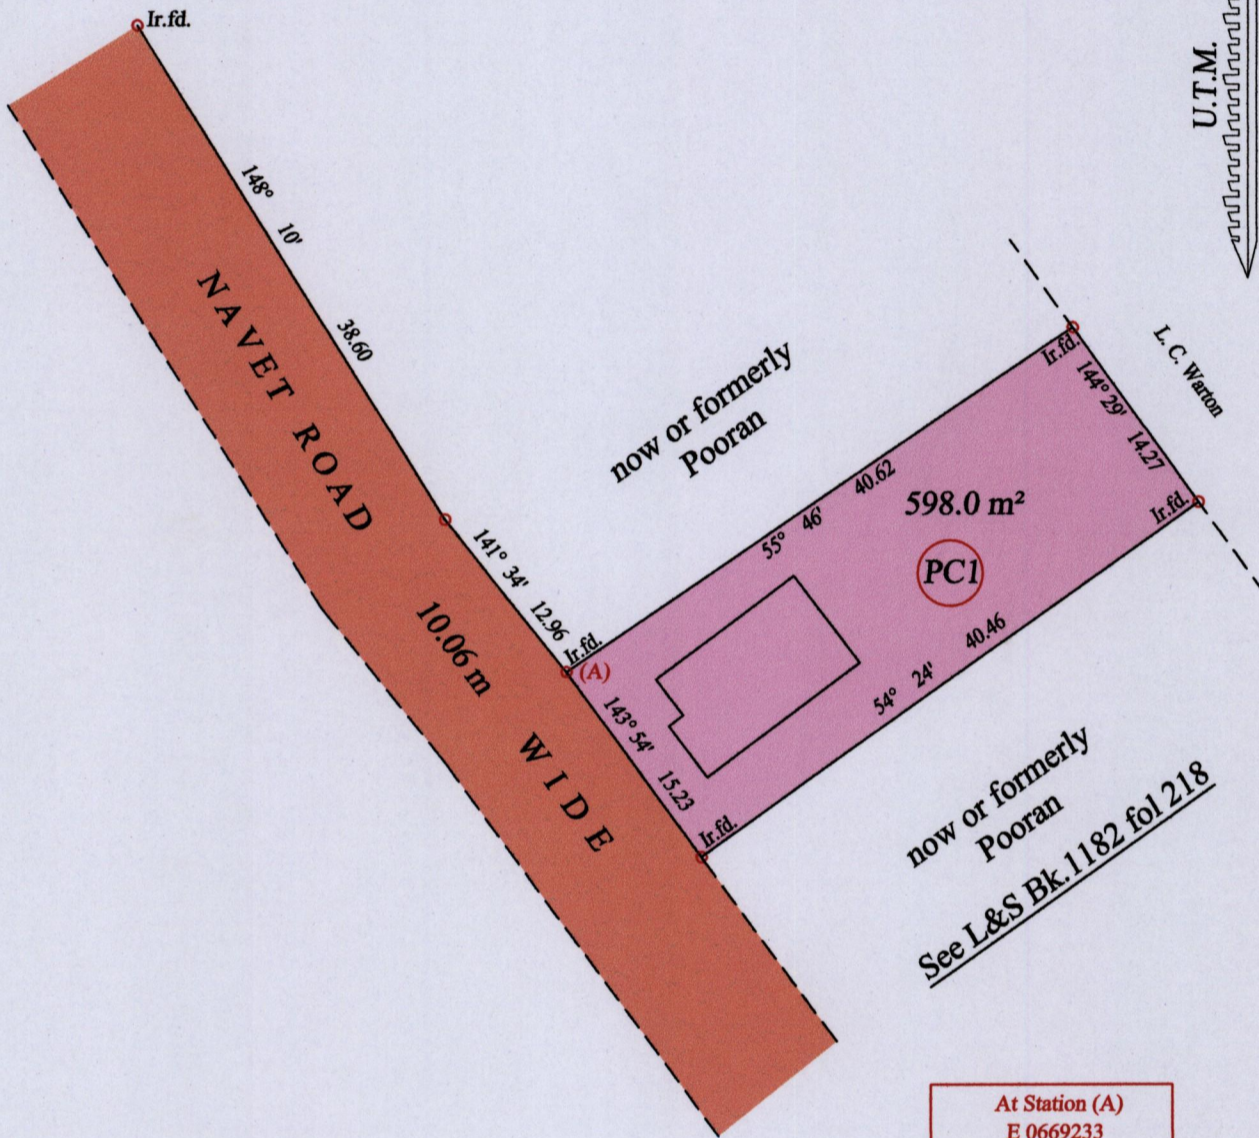 Ir.fd.
U.T.M.
148° 10' 38.60
NAVET ROAD
10.06 m
WIDE
141° 34' 12.96
now or formerly
Pooran
Ir.fd.
L. C. Warton
144° 29' 14.27
55° 46' 40.62
598.0 m²
PC1
Ir.fd.
Ir.fd.
(A)
143° 54' 15.23
54° 24' 40.46
Ir.fd.
now or formerly
Pooran
See L&S Bk.1182 fol 218
At Station (A)
E 0669233